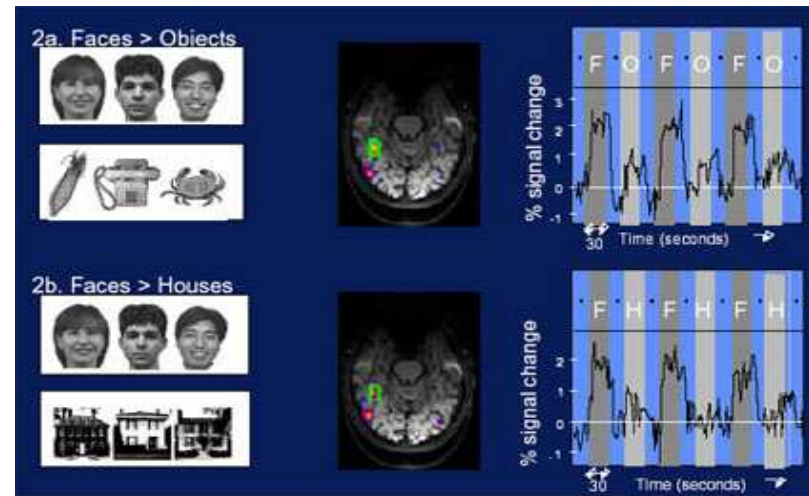 2a. Faces > Objects
% signal change
F O F O F O
3
2
1
0
-1
30 Time (seconds)
2b. Faces > Houses
% signal change
F H F H F H
2
1
0
-1
30 Time (seconds)